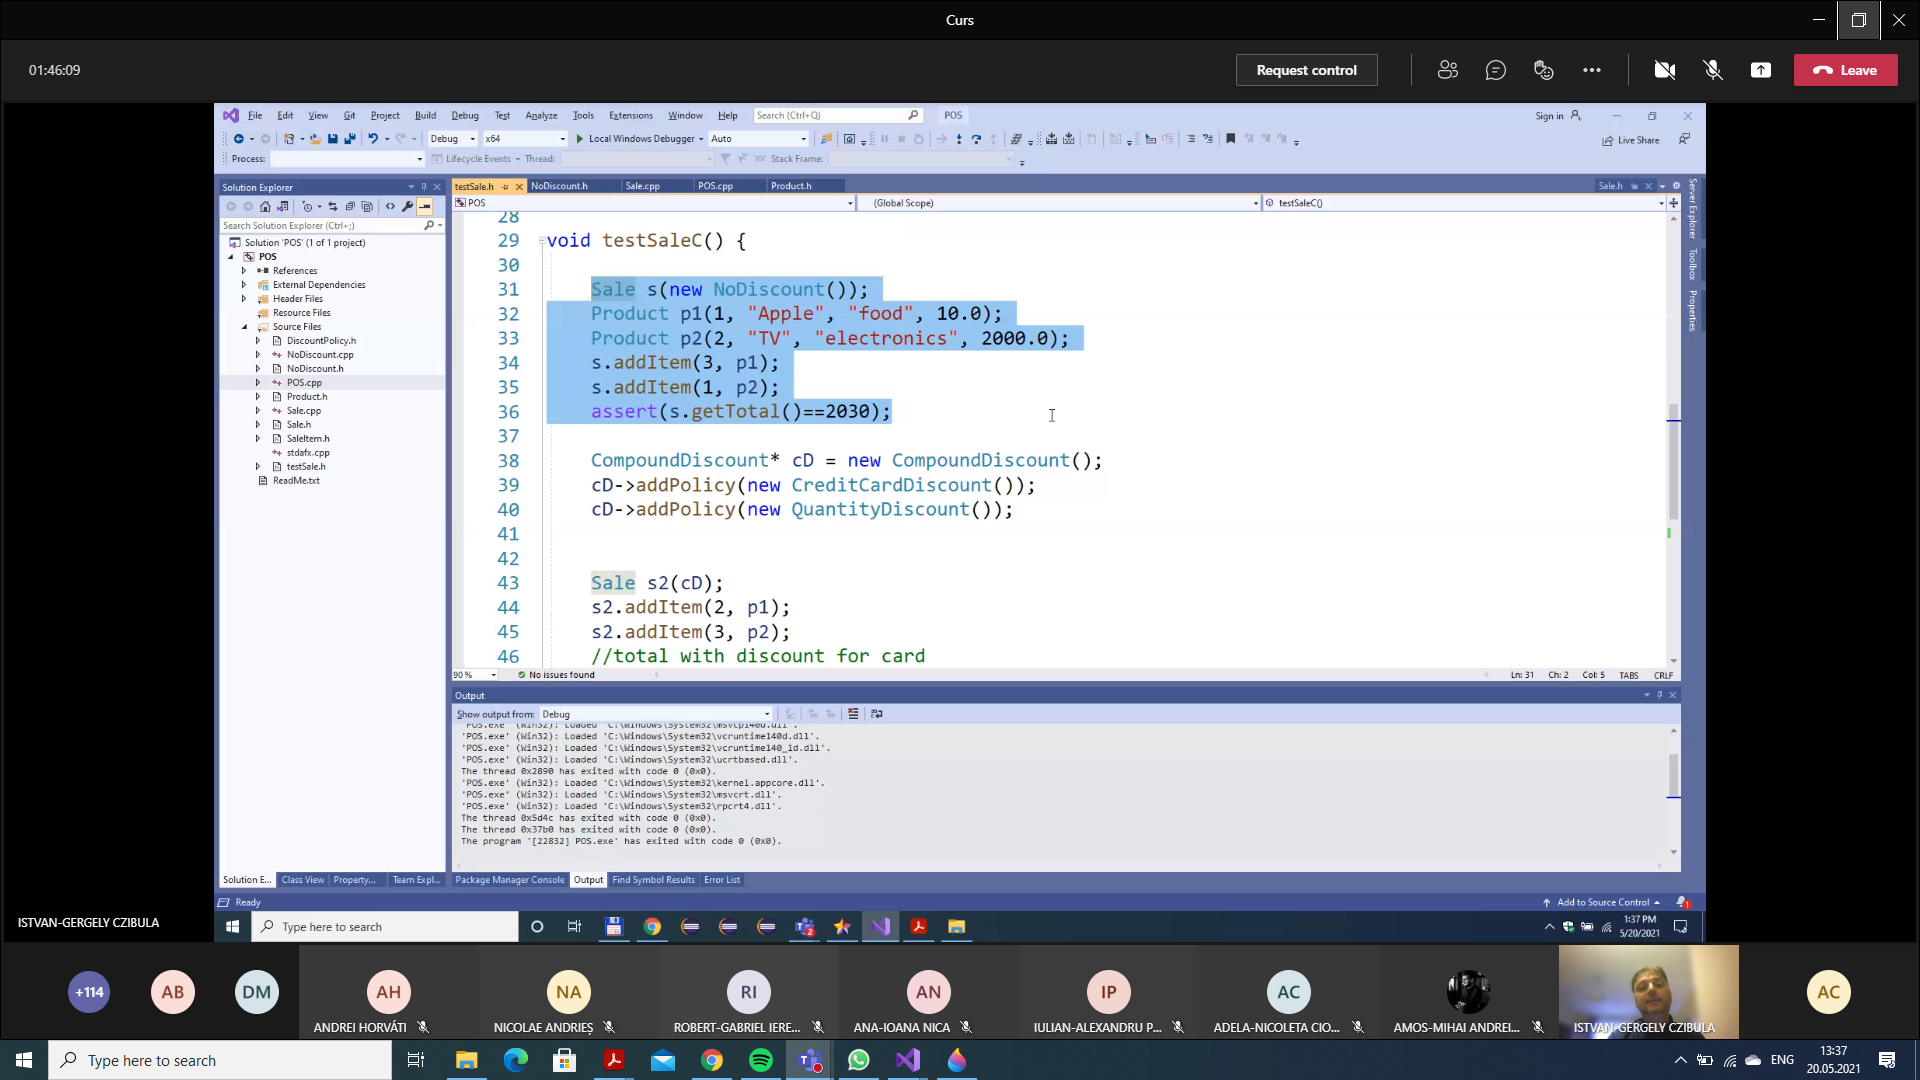 Curs
01:46:09
Request control
Leave
File Edit View Git Project Build Debug Test Analyze Tools Extensions Window Help Search (Ctrl+Q) POS Sign in
Debug x64 Local Windows Debugger Auto Live Share
Process: Lifecycle Events Thread: Stack Frame:
Solution Explorer
Search Solution Explorer (Ctrl+;)
Solution 'POS' (1 of 1 project)
POS
References
External Dependencies
Header Files
Resource Files
Source Files
DiscountPolicy.h
NoDiscount.cpp
NoDiscount.h
POS.cpp
Product.h
Sale.cpp
Sale.h
SaleItem.h
stdafx.cpp
testSale.h
ReadMe.txt
Solution E... Class View Property... Team Expl...
testSale.h NoDiscount.h Sale.cpp POS.cpp Product.h Sale.h
POS (Global Scope) testSaleC()
28
29 void testSaleC() {
30
31 Sale s(new NoDiscount());
32 Product p1(1, "Apple", "food", 10.0);
33 Product p2(2, "TV", "electronics", 2000.0);
34 s.addItem(3, p1);
35 s.addItem(1, p2);
36 assert(s.getTotal()==2030);
37
38 CompoundDiscount* cD = new CompoundDiscount();
39 cD->addPolicy(new CreditCardDiscount());
40 cD->addPolicy(new QuantityDiscount());
41
42
43 Sale s2(cD);
44 s2.addItem(2, p1);
45 s2.addItem(3, p2);
46 //total with discount for card
90 % No issues found Ln: 31 Ch: 2 Col: 5 TABS CRLF
Server Explorer
Toolbox
Properties
Output
Show output from: Debug
'POS.exe' (Win32): Loaded 'C:\Windows\System32\msvcp140d.dll'.
'POS.exe' (Win32): Loaded 'C:\Windows\System32\vcruntime140d.dll'.
'POS.exe' (Win32): Loaded 'C:\Windows\System32\vcruntime140_1d.dll'.
'POS.exe' (Win32): Loaded 'C:\Windows\System32\ucrtbased.dll'.
The thread 0x2890 has exited with code 0 (0x0).
'POS.exe' (Win32): Loaded 'C:\Windows\System32\kernel.appcore.dll'.
'POS.exe' (Win32): Loaded 'C:\Windows\System32\msvcrt.dll'.
'POS.exe' (Win32): Loaded 'C:\Windows\System32\rpcrt4.dll'.
The thread 0x5d4c has exited with code 0 (0x0).
The thread 0x37b0 has exited with code 0 (0x0).
The program '[22832] POS.exe' has exited with code 0 (0x0).
Package Manager Console Output Find Symbol Results Error List
Ready Add to Source Control 1
ISTVAN-GERGELY CZIBULA
Type here to search
2
1:37 PM
5/20/2021
+114 AB DM AH NA RI AN IP AC AC
ANDREI HORVÁTI NICOLAE ANDRIEȘ ROBERT-GABRIEL IERE... ANA-IOANA NICA IULIAN-ALEXANDRU P... ADELA-NICOLETA CIO... AMOS-MIHAI ANDREI... ISTVAN-GERGELY CZIBULA
Type here to search
ENG
13:37
20.05.2021